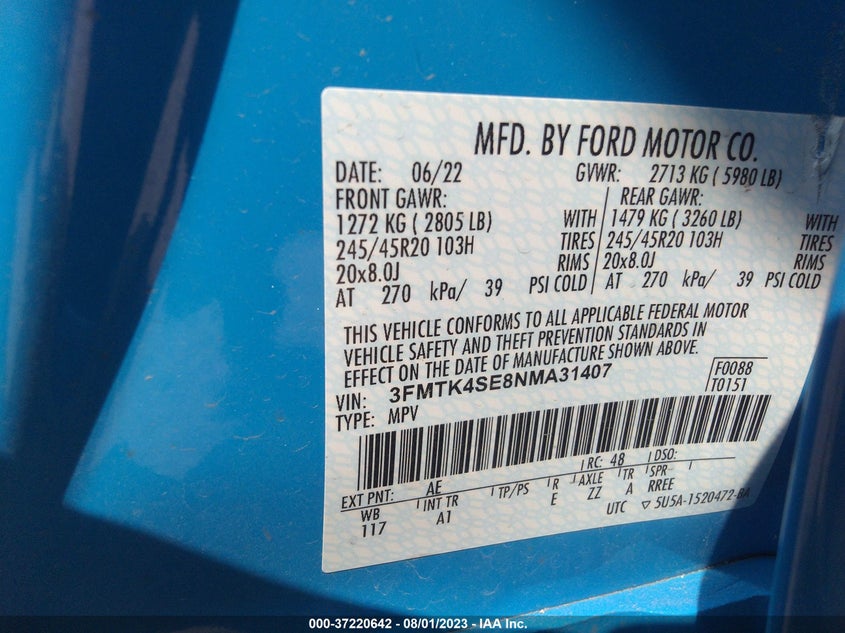 MFD. BY FORD MOTOR CO.
DATE: 06/22 GVWR: 2713 KG ( 5980 LB)
FRONT GAWR: REAR GAWR:
1272 KG ( 2805 LB) WITH 1479 KG ( 3260 LB) WITH
245/45R20 103H TIRES 245/45R20 103H TIRES
20x8.0J RIMS 20x8.0J RIMS
AT 270 kPa/ 39 PSI COLD AT 270 kPa/ 39 PSI COLD
THIS VEHICLE CONFORMS TO ALL APPLICABLE FEDERAL MOTOR
VEHICLE SAFETY AND THEFT PREVENTION STANDARDS IN
EFFECT ON THE DATE OF MANUFACTURE SHOWN ABOVE.
VIN: 3FMTK4SE8NMA31407 F0088
TYPE: MPV T0151
EXT PNT: AE RC: 48 DSO:
WB INT TR TP/PS R AXLE TR SPR
117 A1 E ZZ A RREE
UTC ▽ 5U5A-1520472-BA
000-37220642 - 08/01/2023 - IAA Inc.